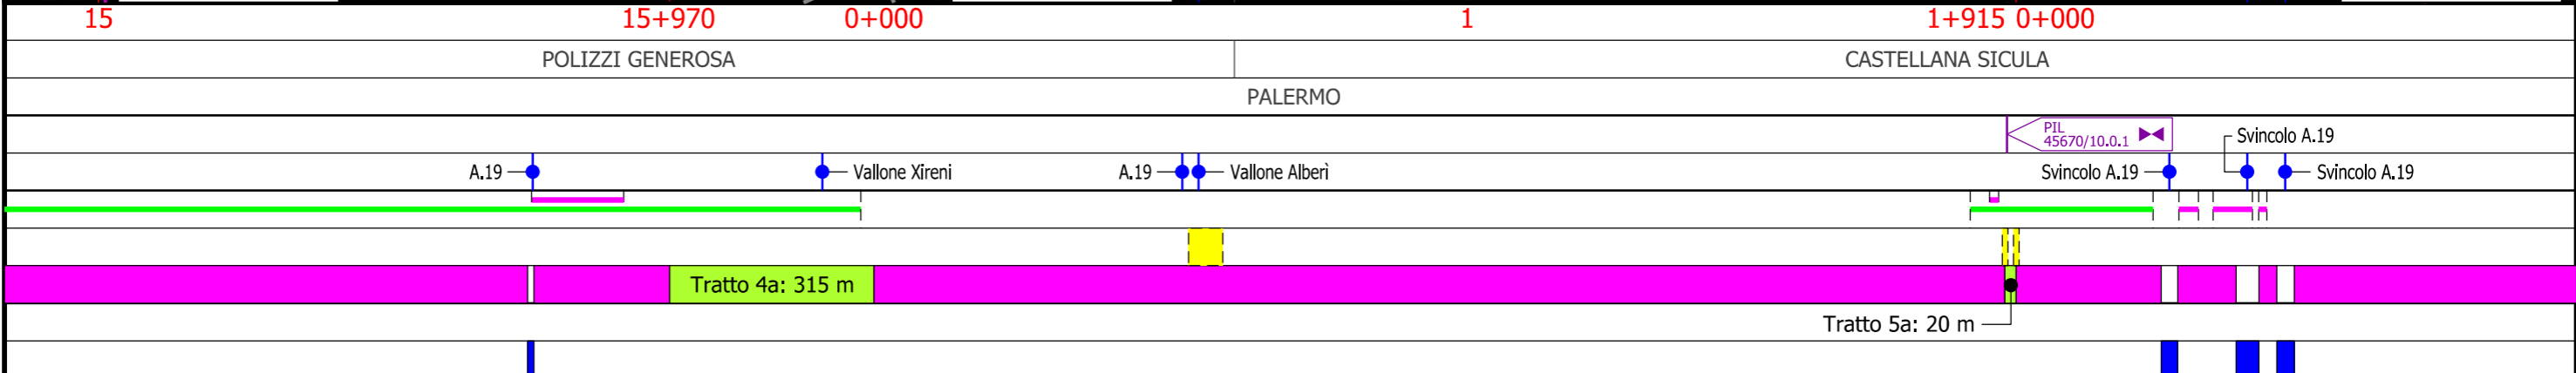 15 15+970 0+000 1 1+915 0+000
POLIZZI GENEROSA CASTELLANA SICULA
PALERMO
PIL
45670/10.0.1
Svincolo A.19
A.19 Vallone Xireni A.19 Vallone Alberì Svincolo A.19 Svincolo A.19
Tratto 4a: 315 m
Tratto 5a: 20 m